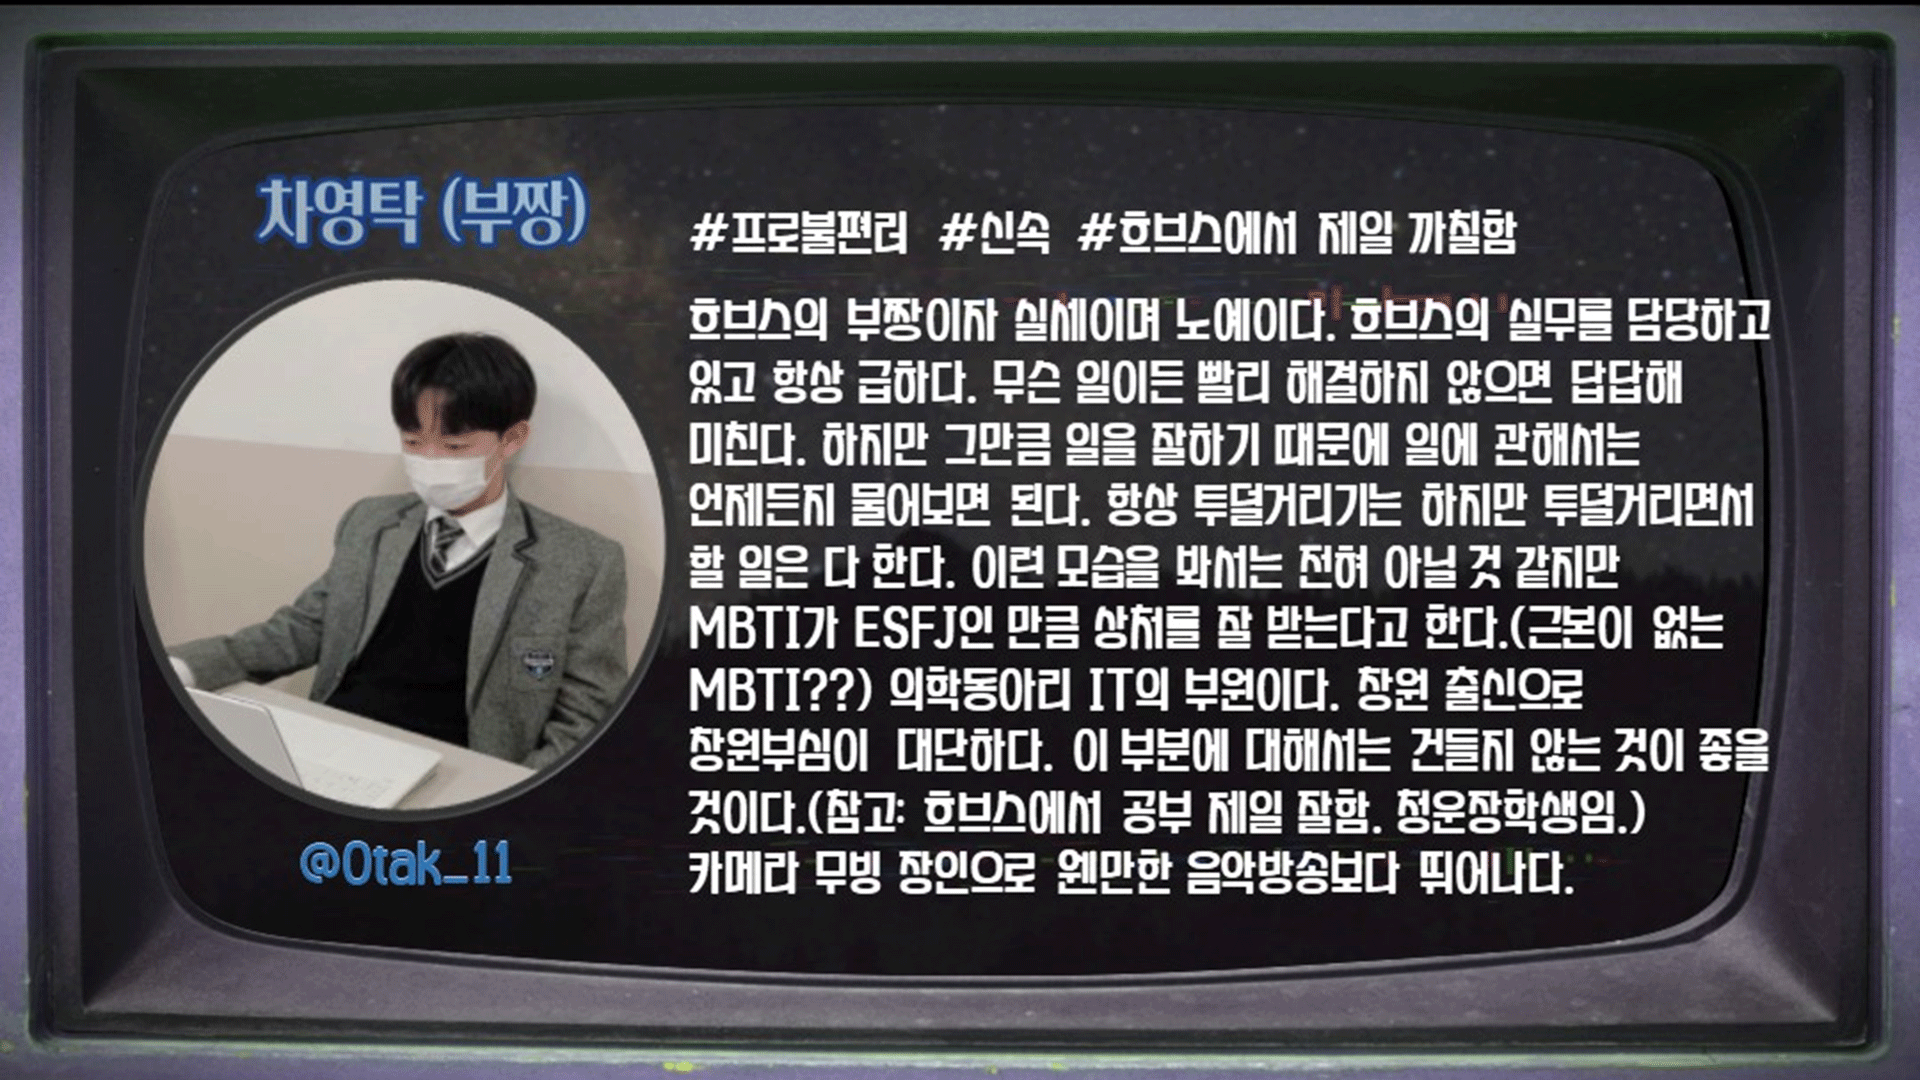 차영탁 (부짱)
#프로불편러 #신속 #흐브스에서 제일 까칠함
흐브스의 부짱이자 실세이며 노예이다. 흐브스의 실무를 담당하고
있고 항상 급하다. 무슨 일이든 빨리 해결하지 않으면 답답해
미친다. 하지만 그만큼 일을 잘하기 때문에 일에 관해서는
언제든지 물어보면 된다. 항상 투덜거리기는 하지만 투덜거리면서
할 일은 다 한다. 이런 모습을 봐서는 전혀 아닐 것 같지만
MBTI가 ESFJ인 만큼 상처를 잘 받는다고 한다.(근본이 없는
MBTI??) 의학동아리 IT의 부원이다. 창원 출신으로
창원부심이 대단하다. 이 부분에 대해서는 건들지 않는 것이 좋을
것이다.(참고: 흐브스에서 공부 제일 잘함. 청운장학생임.)
카메라 무빙 장인으로 웬만한 음악방송보다 뛰어나다.
@0tak_11